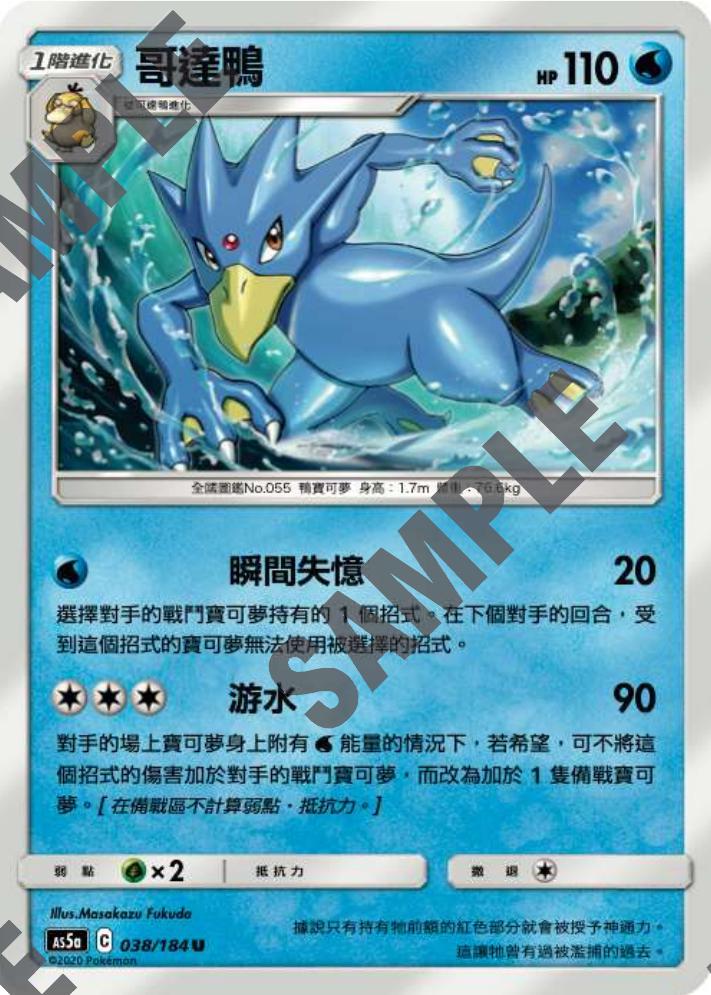 1階進化 哥達鴨 HP 110
從可達鴨進化
全國圖鑑No.055 鴨寶可夢 身高：1.7m 體重：76.6kg
瞬間失憶 20
選擇對手的戰鬥寶可夢持有的 1 個招式。在下個對手的回合，受
到這個招式的寶可夢無法使用被選擇的招式。
游水 90
對手的場上寶可夢身上附有 能量的情況下，若希望，可不將這
個招式的傷害加於對手的戰鬥寶可夢，而改為加於 1 隻備戰寶可
夢。[在備戰區不計算弱點・抵抗力。]
弱點 ×2 抵抗力 撤退
Illus.Masakazu Fukuda
AS5a C 038/184 U
©2020 Pokémon
據說只有持有牠前額的紅色部分就會被授予神通力。
這讓牠曾有過被濫捕的過去。
SAMPLE
SAMPLE